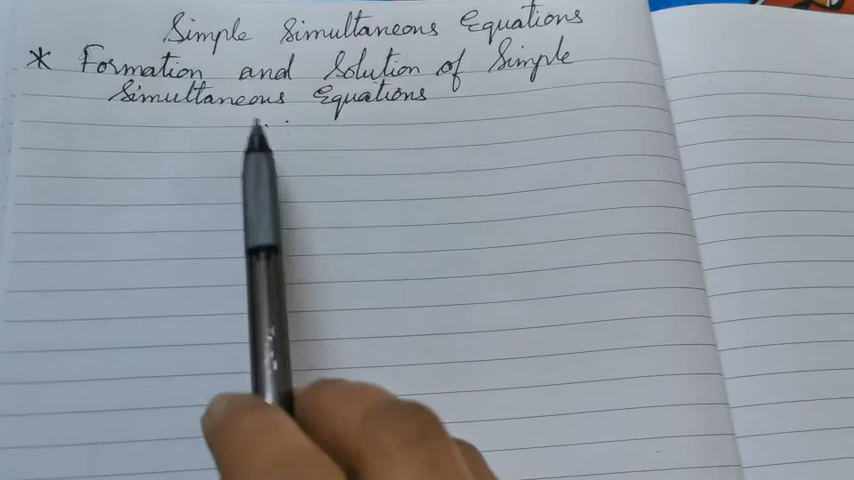 Simple Simultaneous Equations
* Formation and Solution of Simple
Simultaneous Equations